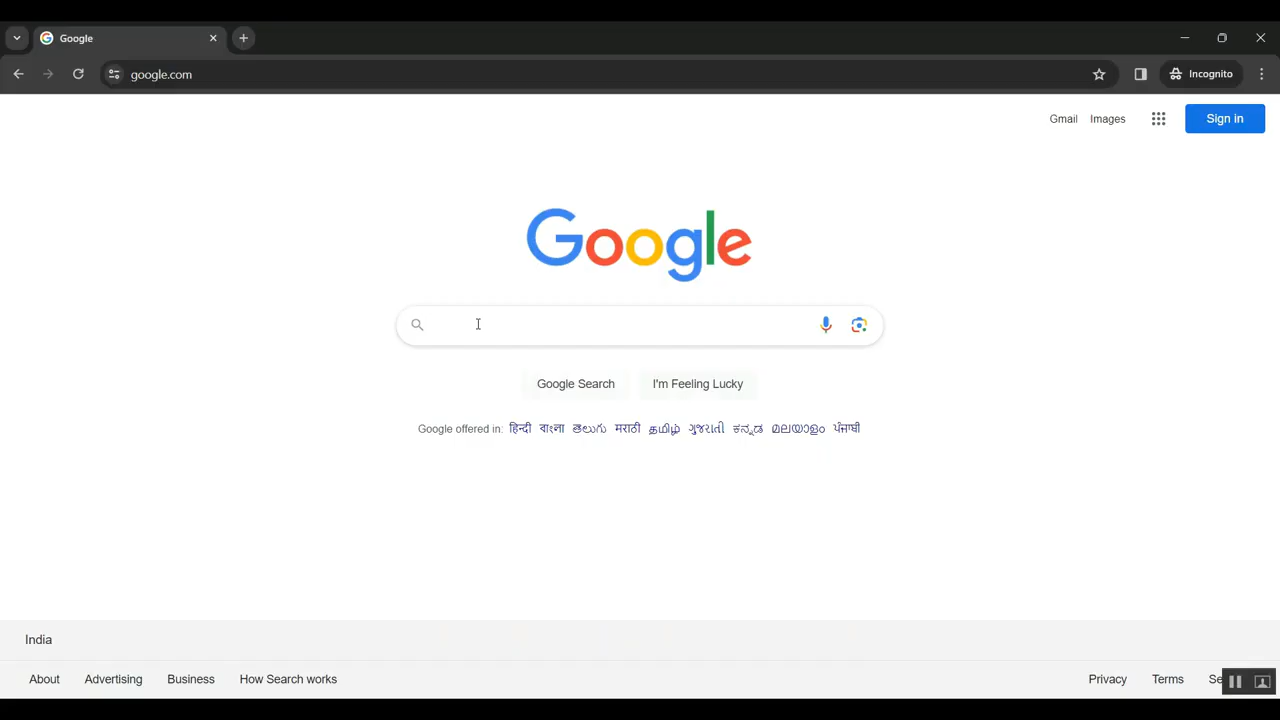 Google
google.com
Incognito
Gmail Images Sign in
Google
Google Search I'm Feeling Lucky
Google offered in: हिन्दी বাংলা తెలుగు मराठी தமிழ் ગુજરાતી ಕನ್ನಡ മലയാളം ਪੰਜਾਬੀ
India
About Advertising Business How Search works Privacy Terms Se